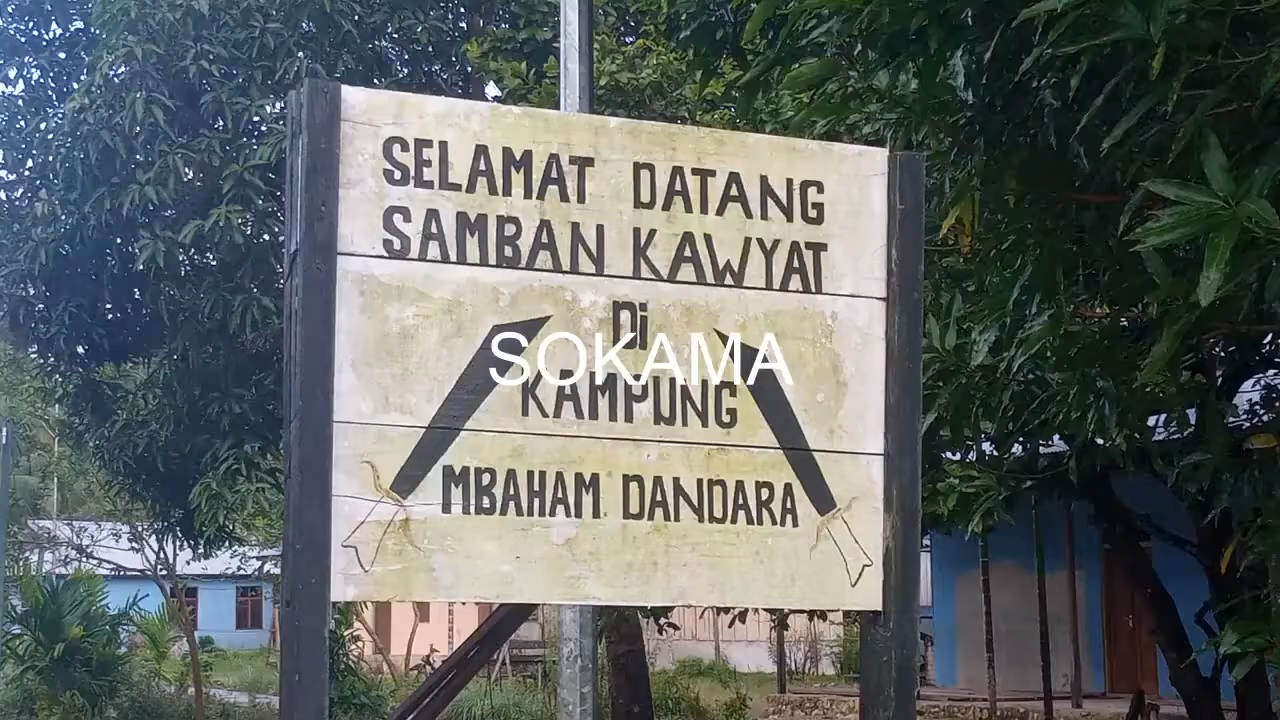 SELAMAT DATANG
SAMBAN KAWYAT
Di
SOKAMA
KAMPUNG
MBAHAM DANDARA